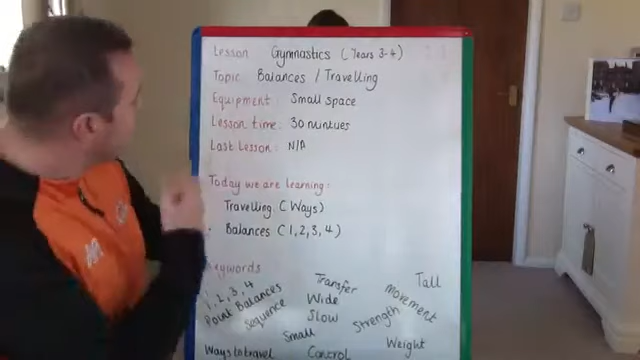 Lesson Gymnastics (Years 3-4)
Topic: Balances / Travelling
Equipment: Small space
Lesson time: 30 nuntues
Last Lesson: N/A
Today we are learning:
Travelling (Ways)
Balances (1, 2, 3, 4)
Keywords
1, 2, 3, 4
Point Balances
Sequence
Transfer
Wide
Slow
Small
Tall
Movement
Strength
Weight
Ways to travel
Control